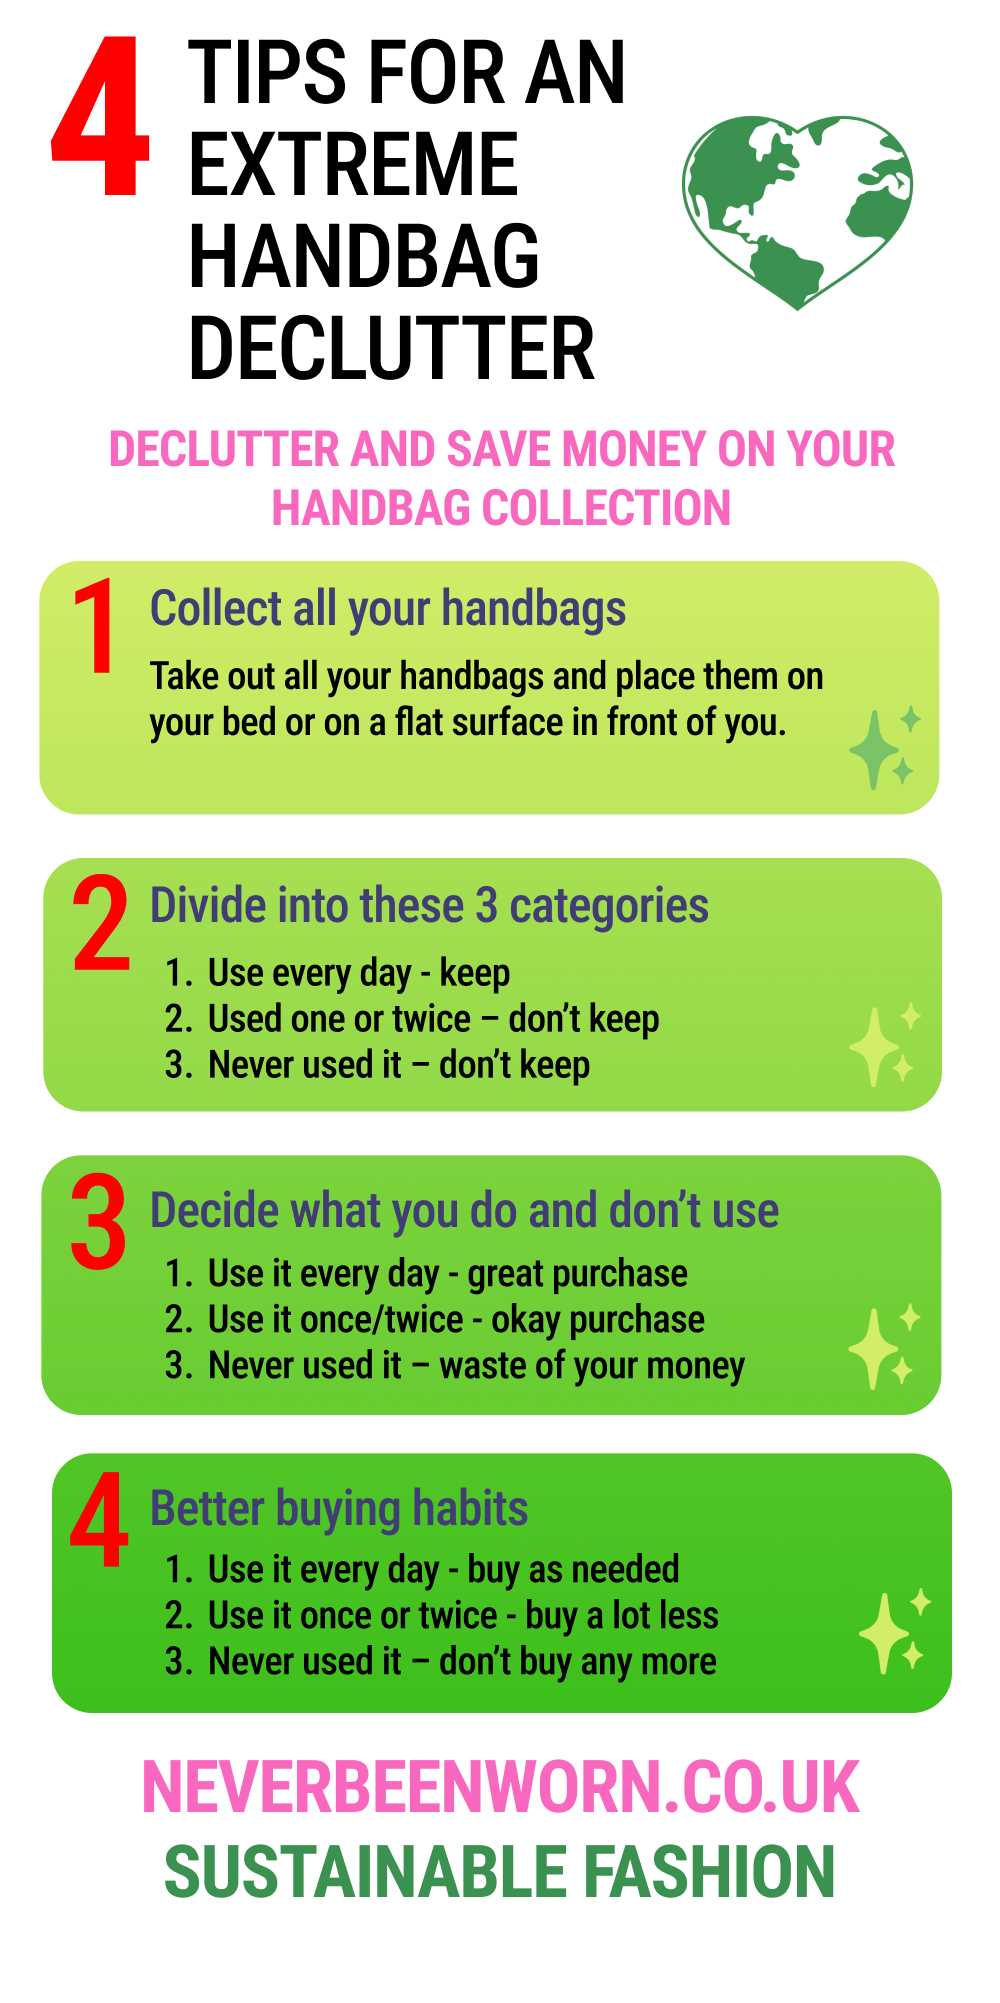 4
TIPS FOR AN
EXTREME
HANDBAG
DECLUTTER
DECLUTTER AND SAVE MONEY ON YOUR
HANDBAG COLLECTION
1
Collect all your handbags
Take out all your handbags and place them on
your bed or on a flat surface in front of you.
2
Divide into these 3 categories
1. Use every day - keep
2. Used one or twice – don’t keep
3. Never used it – don’t keep
3
Decide what you do and don’t use
1. Use it every day - great purchase
2. Use it once/twice - okay purchase
3. Never used it – waste of your money
4
Better buying habits
1. Use it every day - buy as needed
2. Use it once or twice - buy a lot less
3. Never used it – don’t buy any more
NEVERBEENWORN.CO.UK
SUSTAINABLE FASHION